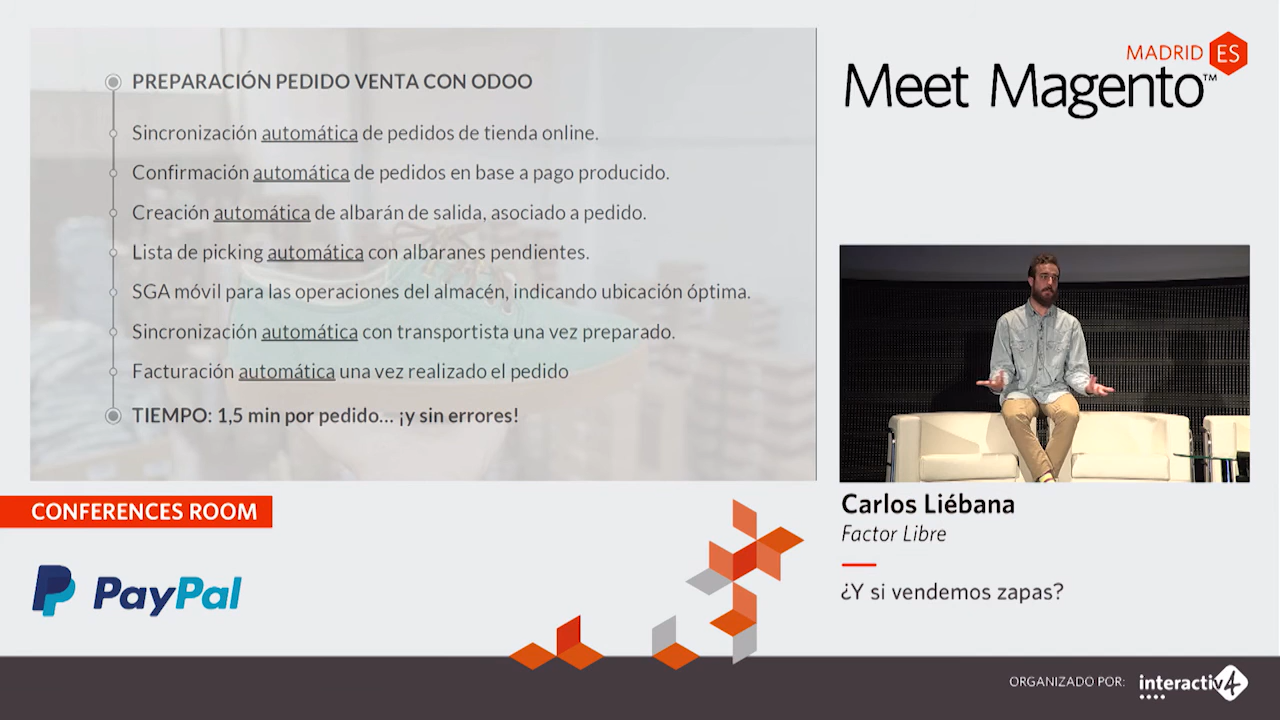 PREPARACIÓN PEDIDO VENTA CON ODOO
Sincronización automática de pedidos de tienda online.
Confirmación automática de pedidos en base a pago producido.
Creación automática de albarán de salida, asociado a pedido.
Lista de picking automática con albaranes pendientes.
SGA móvil para las operaciones del almacén, indicando ubicación óptima.
Sincronización automática con transportista una vez preparado.
Facturación automática una vez realizado el pedido
TIEMPO: 1,5 min por pedido... ¡y sin errores!
MADRID ES
Meet Magento™
CONFERENCES ROOM
PayPal
Carlos Liébana
Factor Libre
¿Y si vendemos zapas?
ORGANIZADO POR: interactiv4